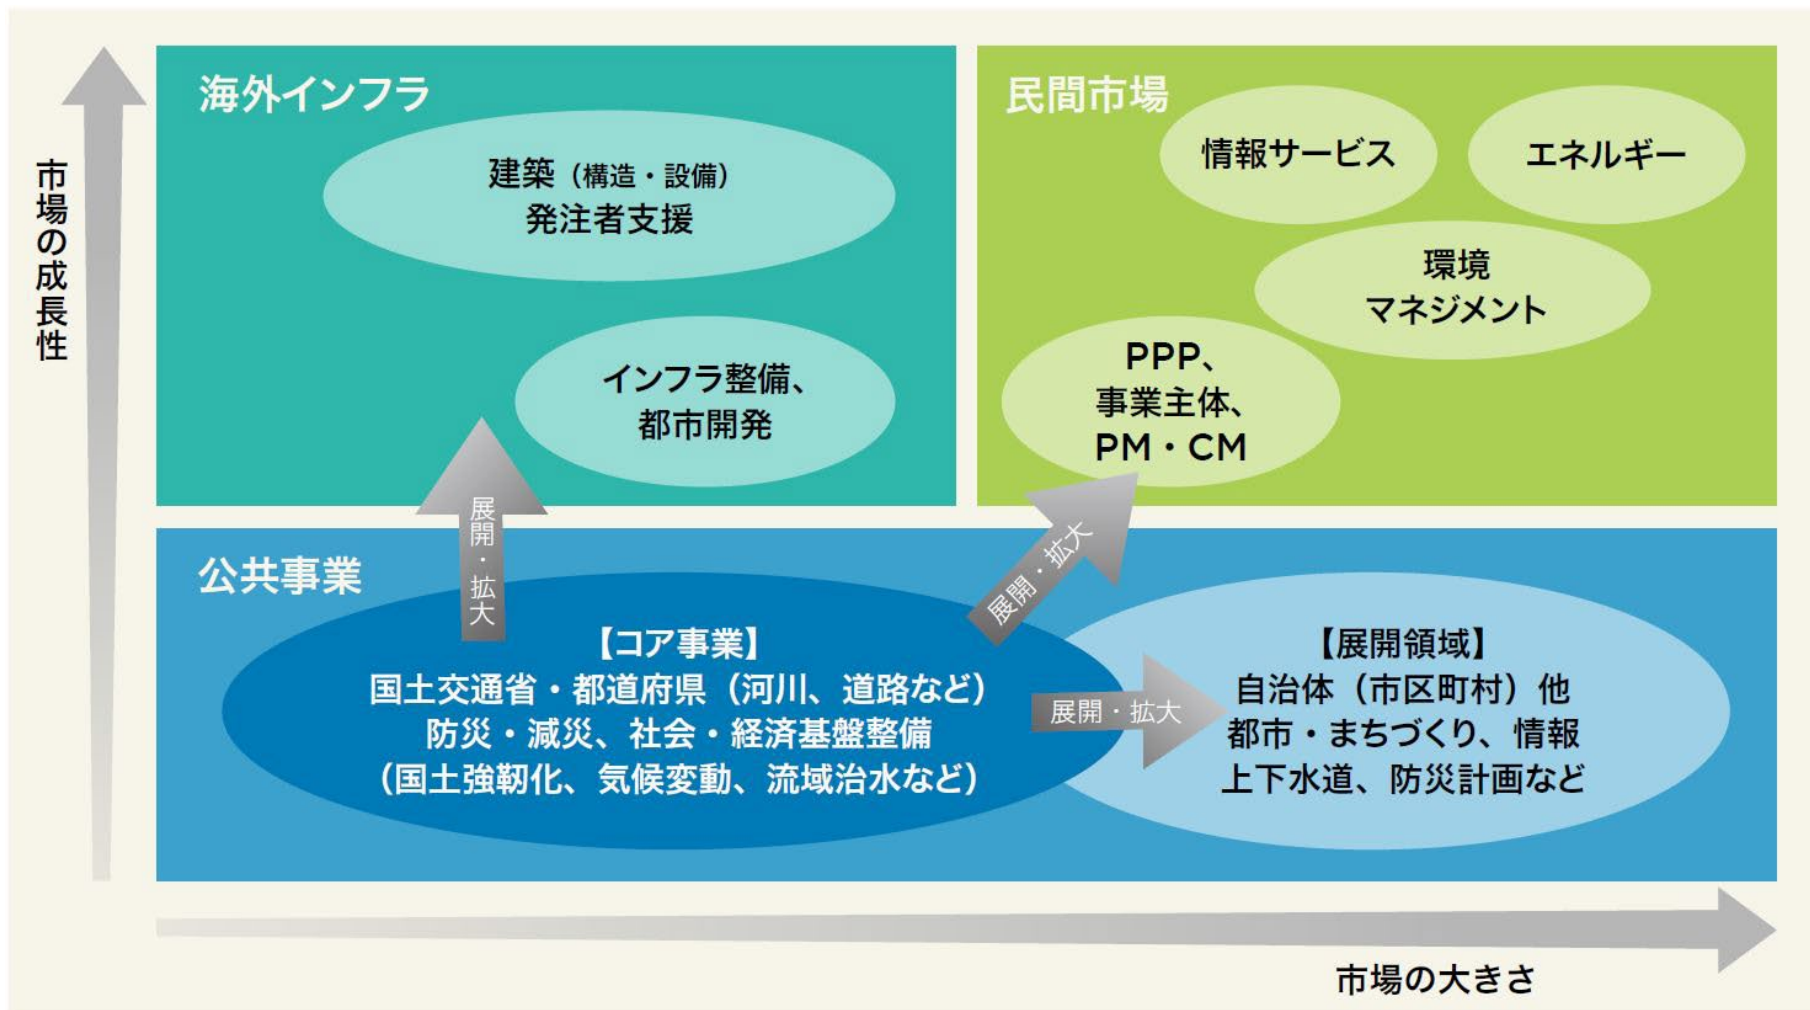 市場の成長性
海外インフラ
建築（構造・設備）
発注者支援
インフラ整備、
都市開発
民間市場
情報サービス
エネルギー
環境
マネジメント
PPP、
事業主体、
PM・CM
展開・拡大
展開・拡大
公共事業
【コア事業】
国土交通省・都道府県（河川、道路など）
防災・減災、社会・経済基盤整備
（国土強靭化、気候変動、流域治水など）
展開・拡大
【展開領域】
自治体（市区町村）他
都市・まちづくり、情報
上下水道、防災計画など
市場の大きさ